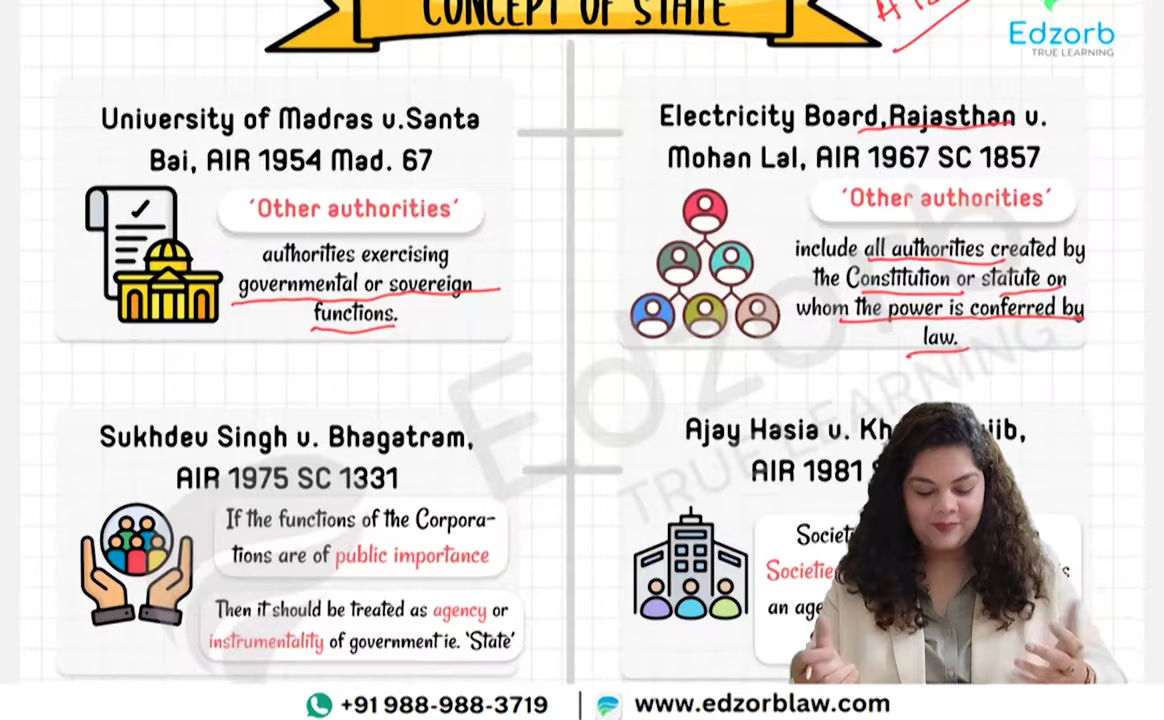 CONCEPT OF STATE
Edzorb
TRUE LEARNING
University of Madras v.Santa
Bai, AIR 1954 Mad. 67
'Other authorities'
authorities exercising
governmental or sovereign
functions.
Electricity Board,Rajasthan v.
Mohan Lal, AIR 1967 SC 1857
'Other authorities'
include all authorities created by
the Constitution or statute on
whom the power is conferred by
law.
Sukhdev Singh v. Bhagatram,
AIR 1975 SC 1331
If the functions of the Corpora-
tions are of public importance
Then it should be treated as agency or
instrumentality of government ie. 'State'
Ajay Hasia v.
AIR 1981
an
Edzorb
TRUE LEARNING
+91 988-988-3719
www.edzorblaw.com